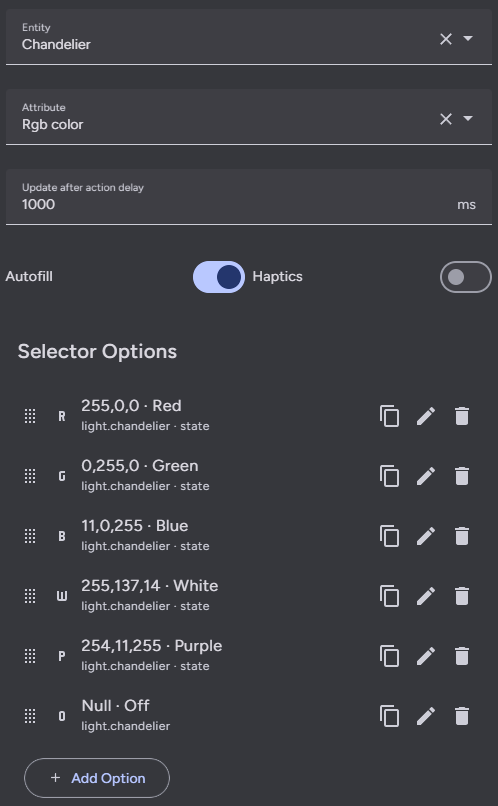 Entity
Chandelier
Attribute
Rgb color
Update after action delay
1000 ms
Autofill Haptics
Selector Options
R 255,0,0 · Red
light.chandelier · state
G 0,255,0 · Green
light.chandelier · state
B 11,0,255 · Blue
light.chandelier · state
W 255,137,14 · White
light.chandelier · state
P 254,11,255 · Purple
light.chandelier · state
O Null · Off
light.chandelier
+ Add Option